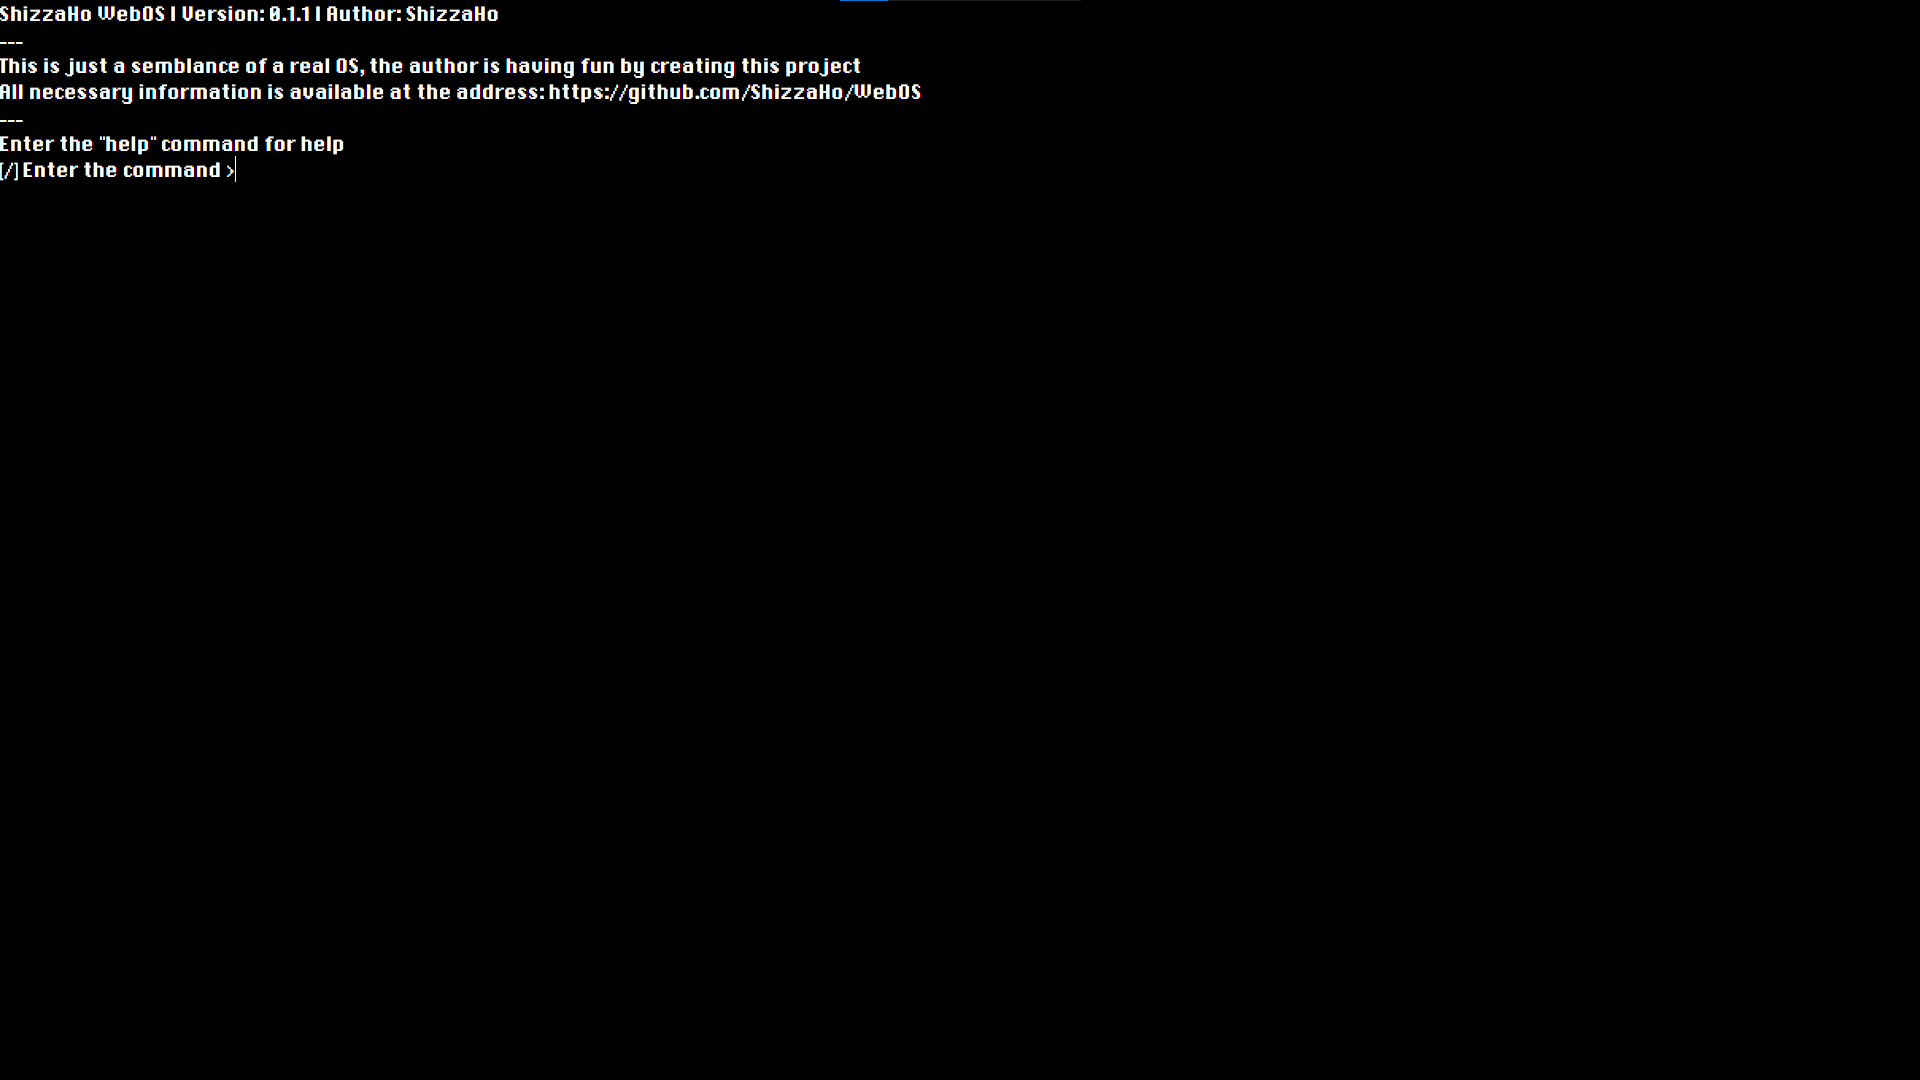 ShizzaHo WebOS | Version: 0.1.1 | Author: ShizzaHo
---
This is just a semblance of a real OS, the author is having fun by creating this project
All necessary information is available at the address: https://github.com/ShizzaHo/WebOS
---
Enter the "help" command for help
[/] Enter the command >